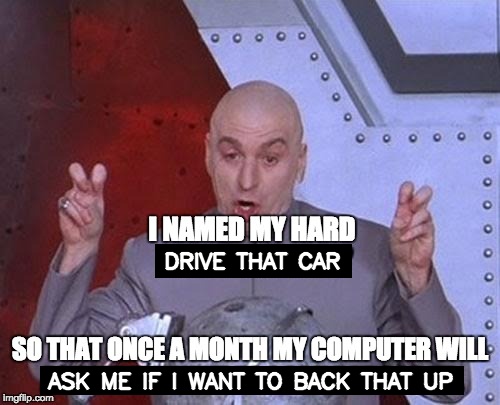 I NAMED MY HARD
DRIVE THAT CAR
SO THAT ONCE A MONTH MY COMPUTER WILL
ASK ME IF I WANT TO BACK THAT UP
imgflip.com